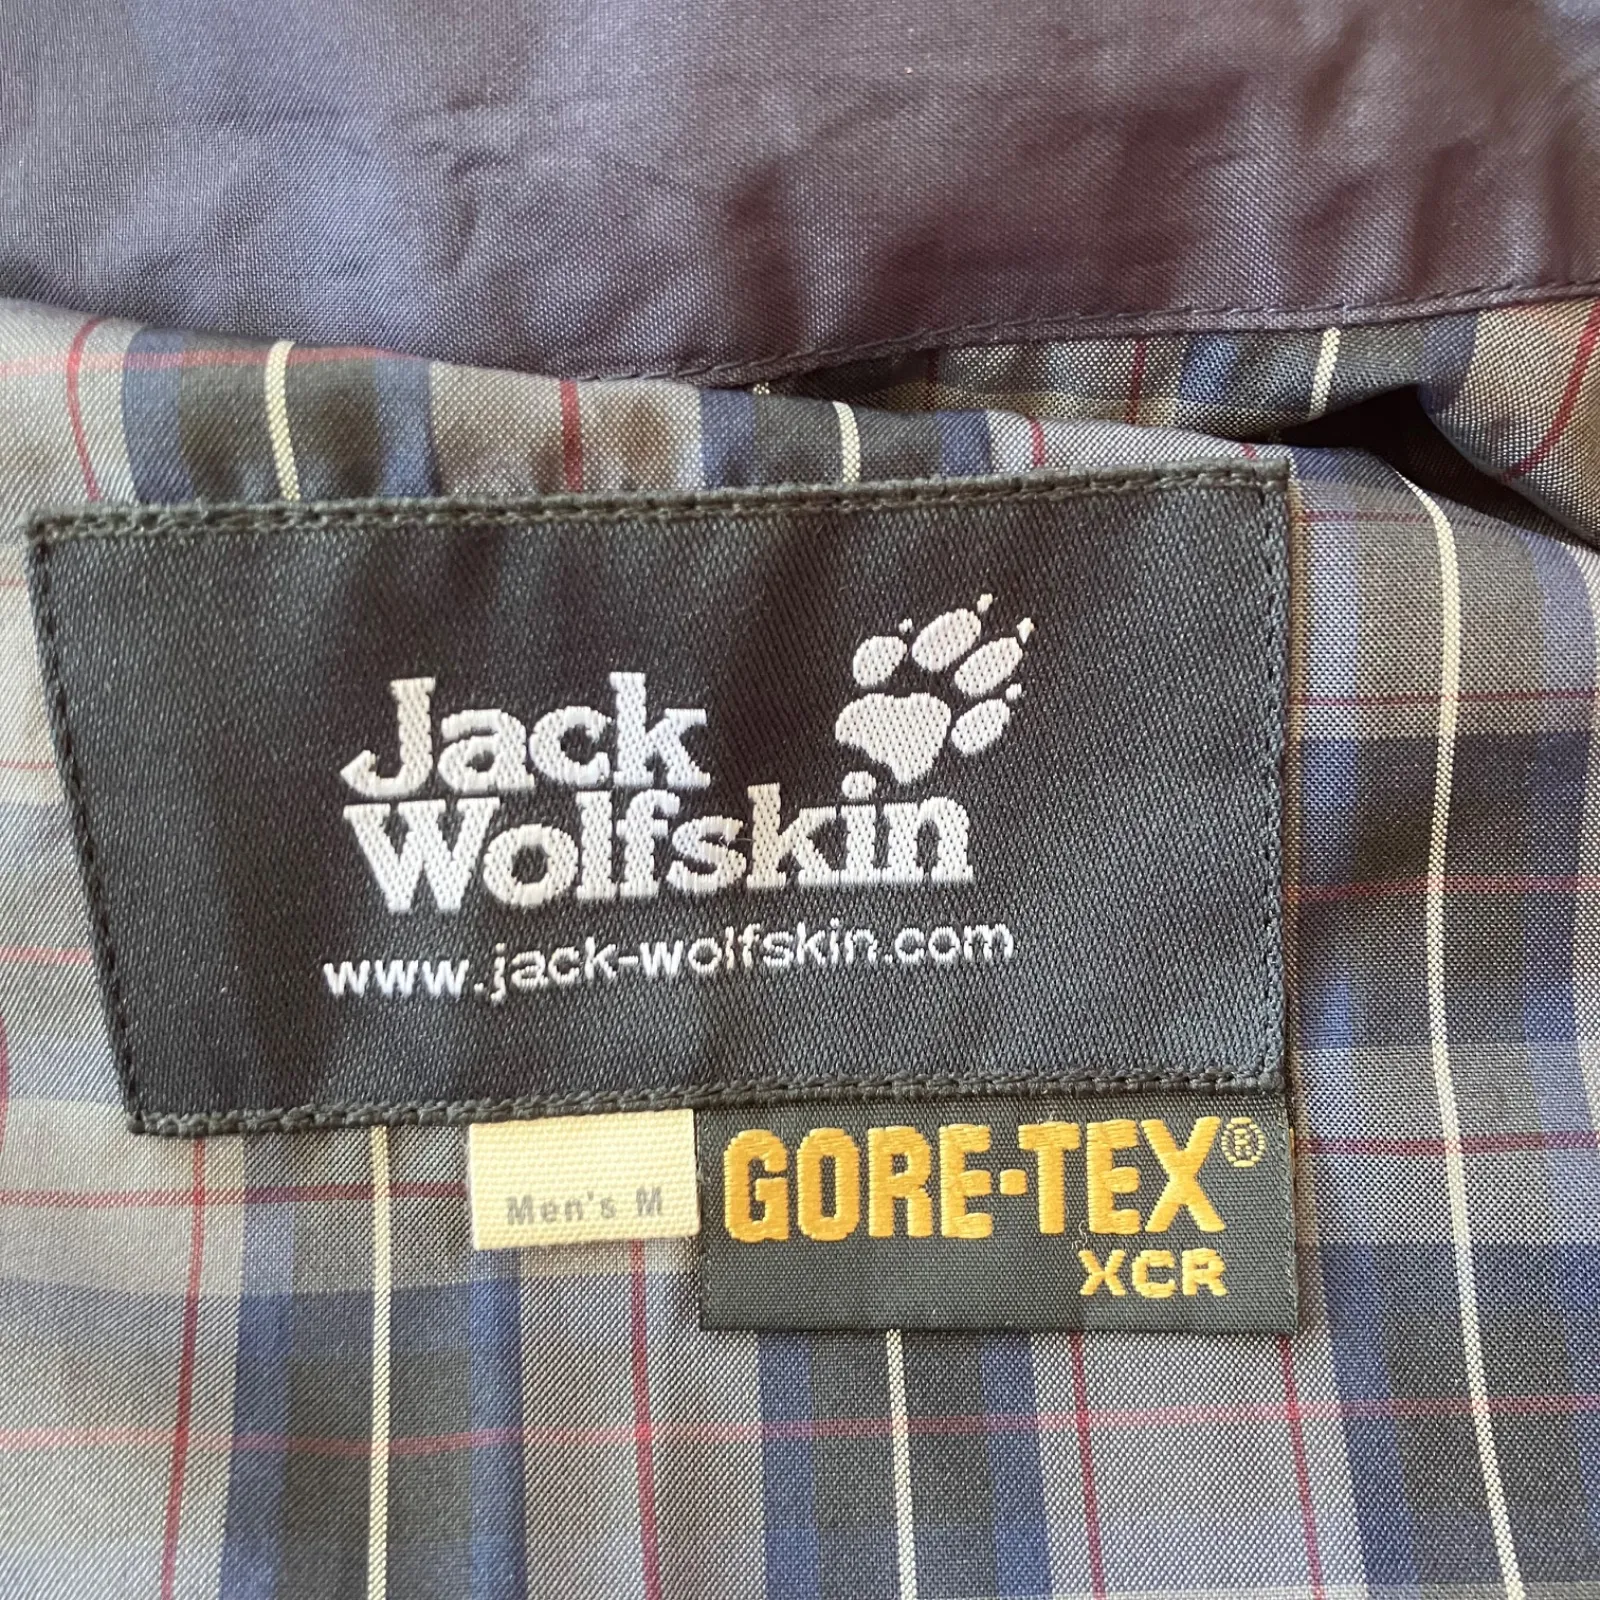 Jack
Wolfskin
www.jack-wolfskin.com
Men's M
GORE-TEX®
XCR